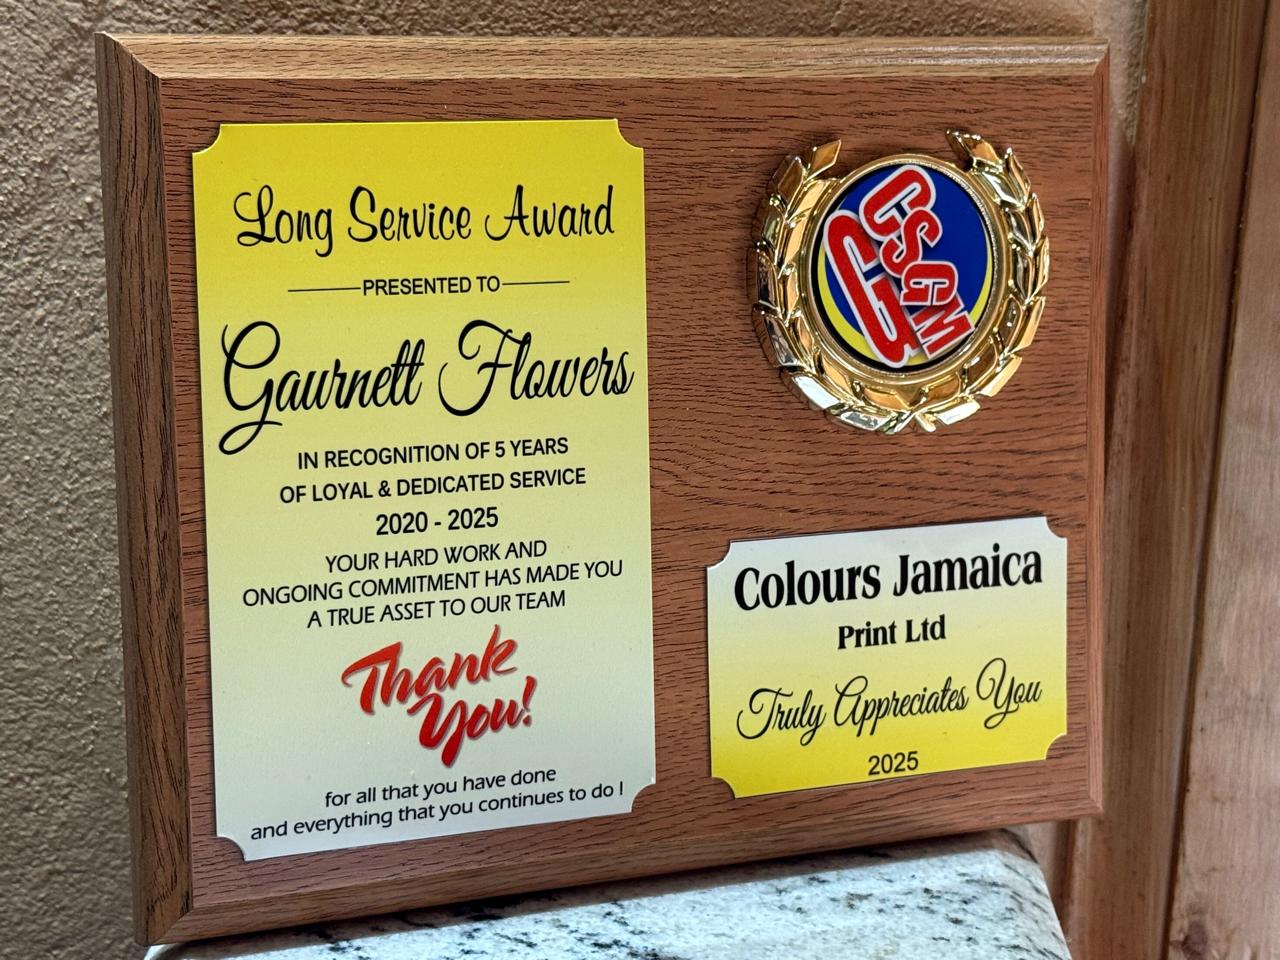 Long Service Award
PRESENTED TO
Gaurnett Flowers
IN RECOGNITION OF 5 YEARS
OF LOYAL & DEDICATED SERVICE
2020 - 2025
YOUR HARD WORK AND
ONGOING COMMITMENT HAS MADE YOU
A TRUE ASSET TO OUR TEAM
Thank
You!
for all that you have done
and everything that you continues to do !
CSGM
G
Colours Jamaica
Print Ltd
Truly Appreciates You
2025